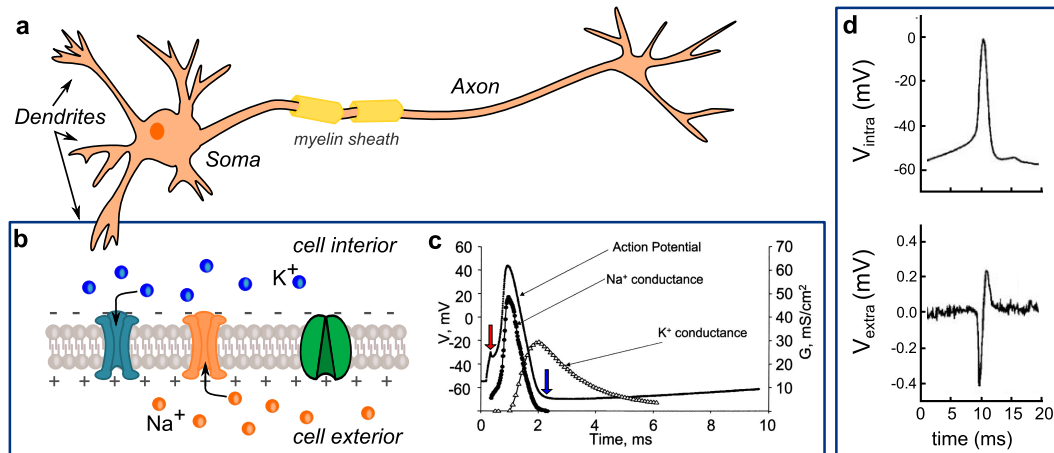 a
Dendrites
Soma
myelin sheath
Axon
b
cell interior
K+
- - - - - - - -
+ + + + + + + +
Na+
cell exterior
c
60
40
20
0
-20
-40
-60
V, mV
Action Potential
Na+ conductance
K+ conductance
70
60
50
40
30
20
10
G, mS/cm2
0 2 4 6 8 10
Time, ms
d
0
-20
-40
-60
Vintra (mV)
0.4
0.2
0.0
-0.2
-0.4
Vextra (mV)
0 5 10 15 20
time (ms)